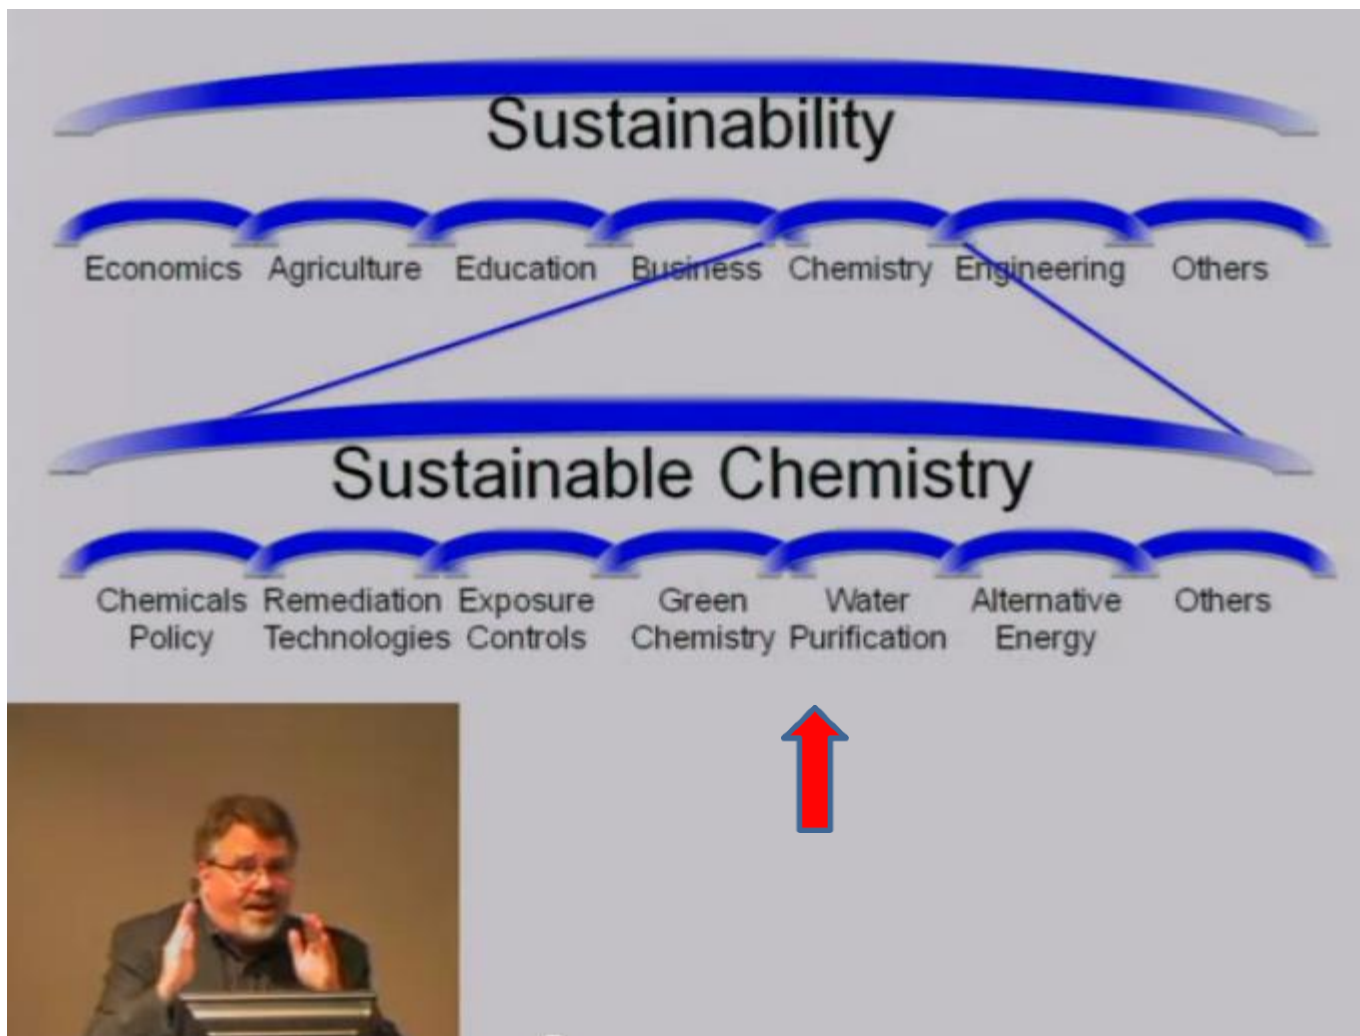 Sustainability
Economics Agriculture Education Business Chemistry Engineering Others
Sustainable Chemistry
Chemicals Remediation Exposure Green Water Alternative Others
Policy Technologies Controls Chemistry Purification Energy